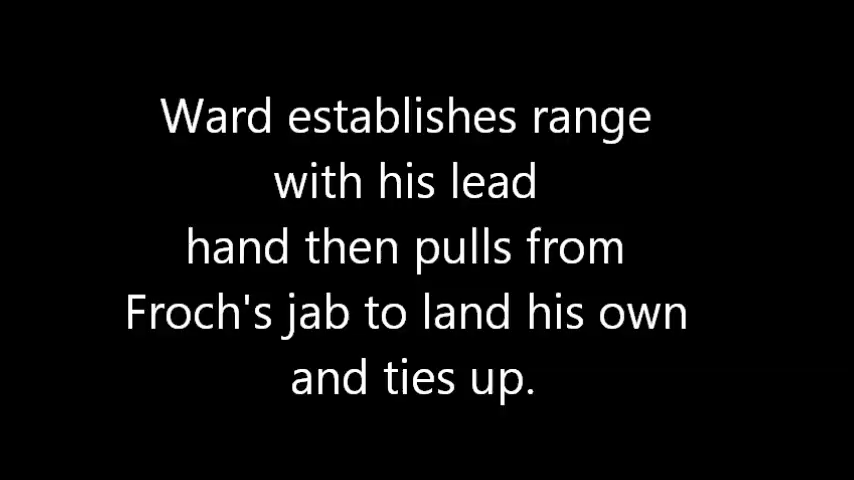 Ward establishes range
with his lead
hand then pulls from
Froch's jab to land his own
and ties up.